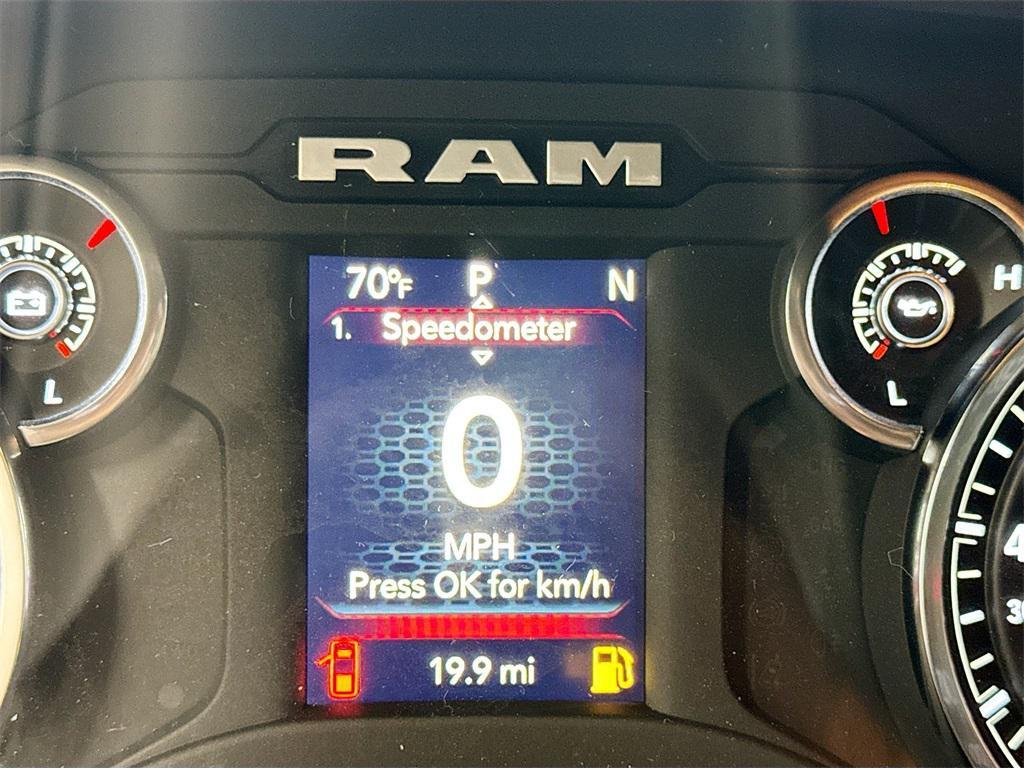 RAM
70°F P N
1. Speedometer
0
MPH
Press OK for km/h
19.9 mi
L
H
L